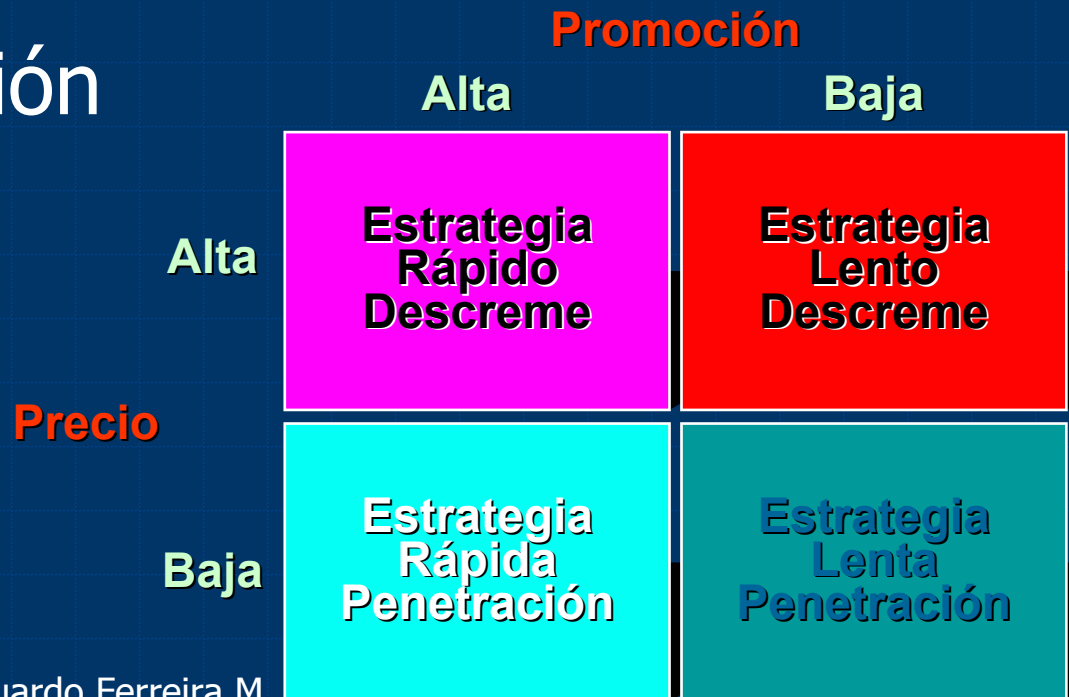 Promoción
ión
Alta
Baja
Alta
Estrategia
Rápido
Descreme
Estrategia
Lento
Descreme
Precio
Baja
Estrategia
Rápida
Penetración
Estrategia
Lenta
Penetración
uardo Ferreira M